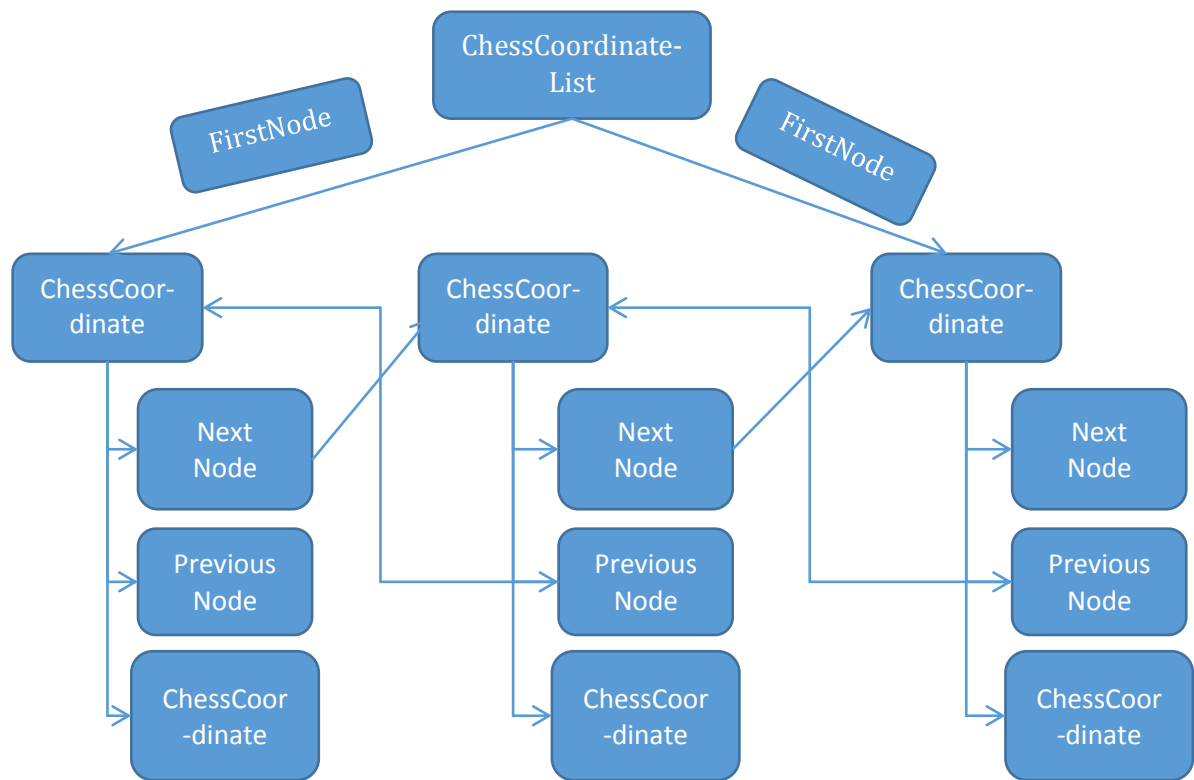 ChessCoordinate-
List
FirstNode
FirstNode
ChessCoor-
dinate
ChessCoor-
dinate
ChessCoor-
dinate
Next
Node
Next
Node
Next
Node
Previous
Node
Previous
Node
Previous
Node
ChessCoor
-dinate
ChessCoor
-dinate
ChessCoor
-dinate